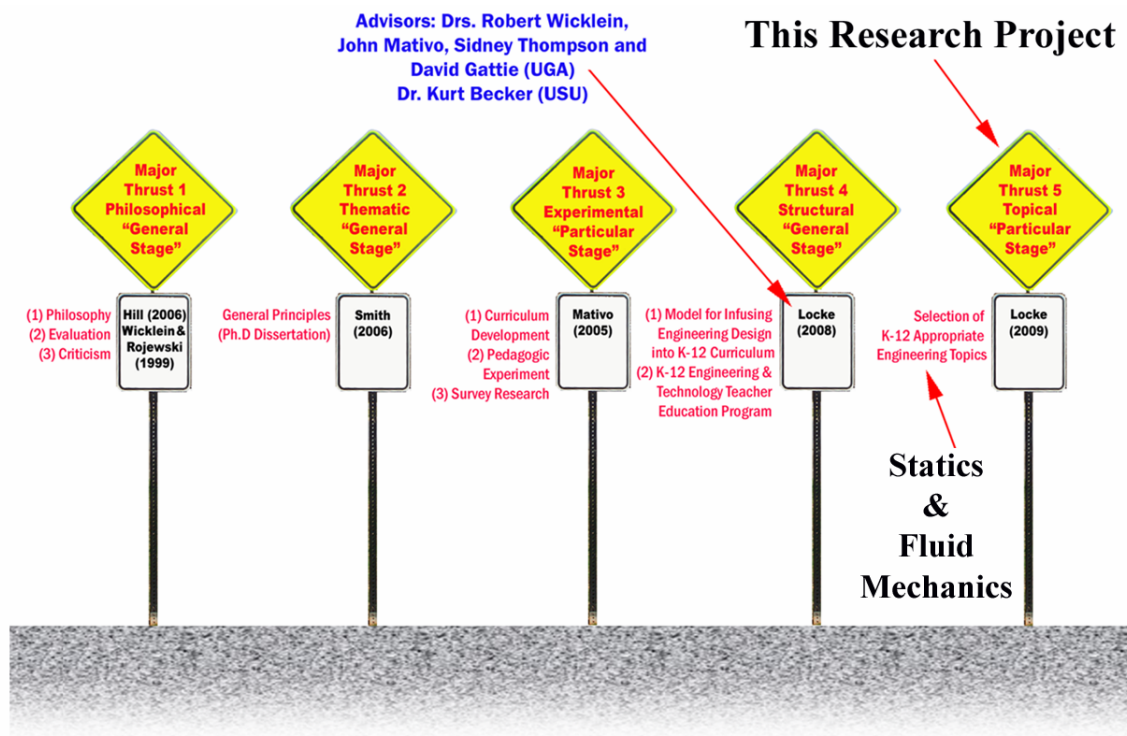 Advisors: Drs. Robert Wicklein,
John Mativo, Sidney Thompson and
David Gattie (UGA)
Dr. Kurt Becker (USU)
This Research Project
Major
Thrust 1
Philosophical
“General
Stage”
Major
Thrust 2
Thematic
“General
Stage”
Major
Thrust 3
Experimental
“Particular
Stage”
Major
Thrust 4
Structural
“General
Stage”
Major
Thrust 5
Topical
“Particular
Stage”
(1) Philosophy
(2) Evaluation
(3) Criticism
Hill (2006)
Wicklein &
Rojewski
(1999)
General Principles
(Ph.D Dissertation)
Smith
(2006)
(1) Curriculum
Development
(2) Pedagogic
Experiment
(3) Survey Research
Mativo
(2005)
(1) Model for Infusing
Engineering Design
into K-12 Curriculum
(2) K-12 Engineering &
Technology Teacher
Education Program
Locke
(2008)
Selection of
K-12 Appropriate
Engineering Topics
Locke
(2009)
Statics
&
Fluid
Mechanics